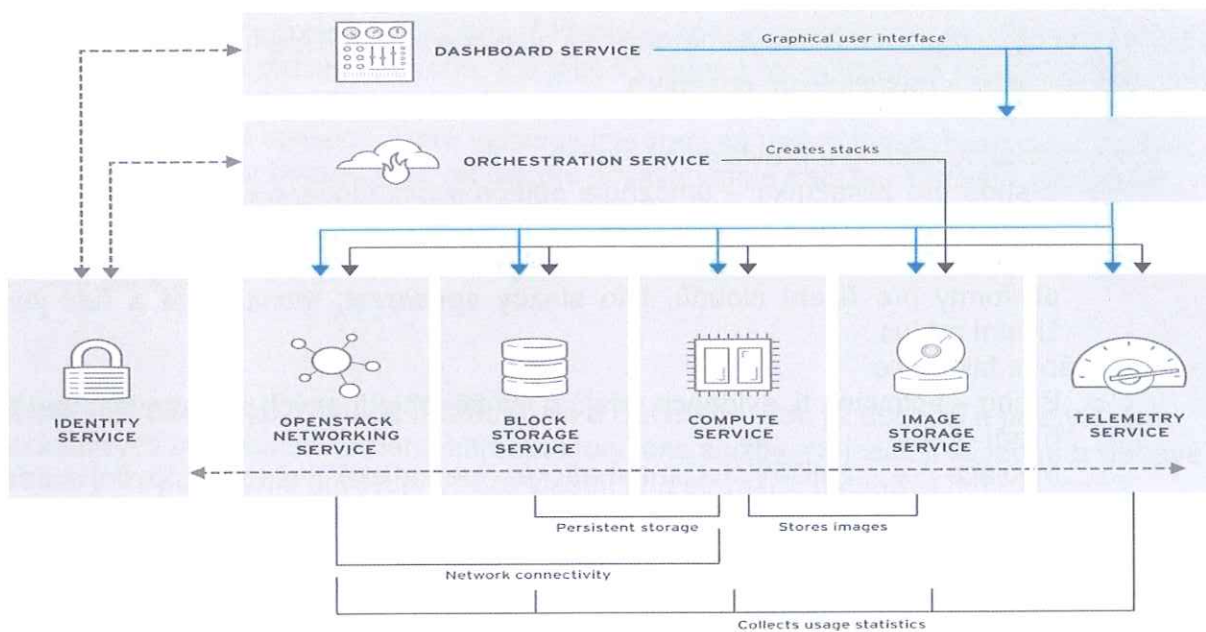 DASHBOARD SERVICE
Graphical user interface
ORCHESTRATION SERVICE
Creates stacks
IDENTITY
SERVICE
OPENSTACK
NETWORKING
SERVICE
BLOCK
STORAGE
SERVICE
COMPUTE
SERVICE
IMAGE
STORAGE
SERVICE
TELEMETRY
SERVICE
Persistent storage
Stores images
Network connectivity
Collects usage statistics